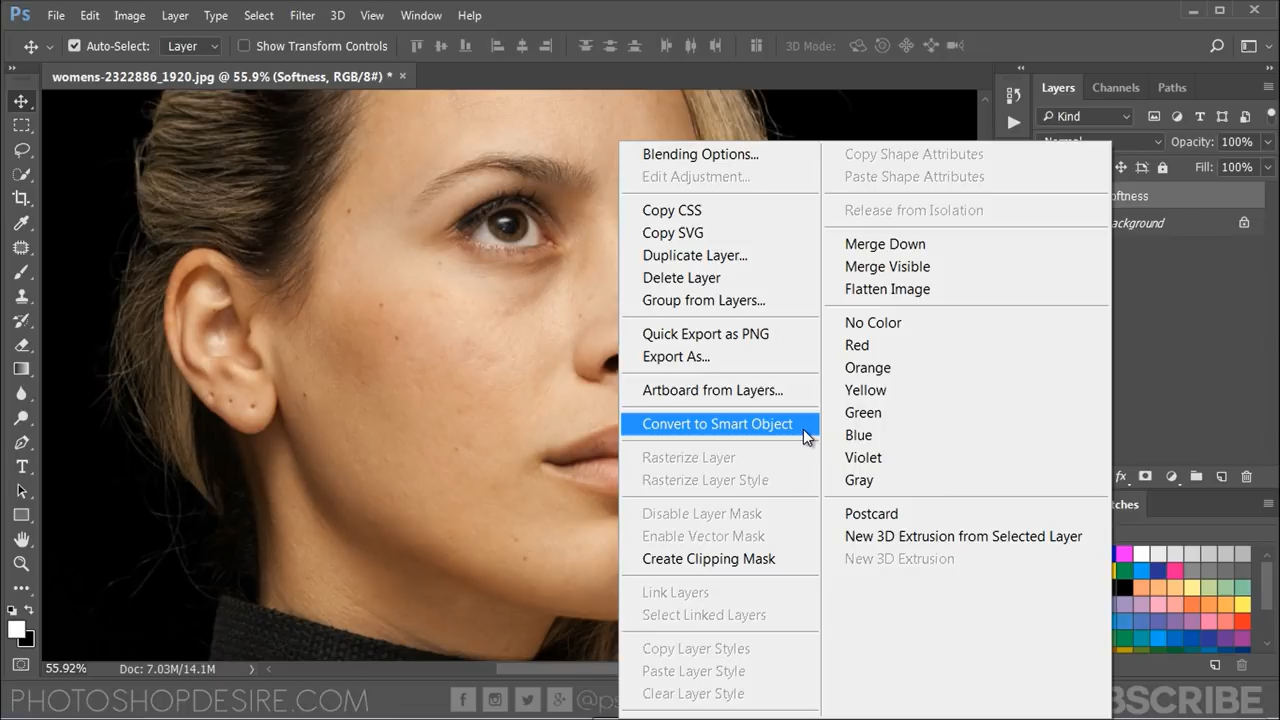 Ps File Edit Image Layer Type Select Filter 3D View Window Help
Auto-Select: Layer Show Transform Controls 3D Mode:
womens-2322886_1920.jpg @ 55.9% (Softness, RGB/8#) * ×
Layers Channels Paths
Kind
Opacity: 100%
Fill: 100%
Blending Options...
Edit Adjustment...
Copy CSS
Copy SVG
Duplicate Layer...
Delete Layer
Group from Layers...
Quick Export as PNG
Export As...
Artboard from Layers...
Convert to Smart Object
Rasterize Layer
Rasterize Layer Style
Disable Layer Mask
Enable Vector Mask
Create Clipping Mask
Link Layers
Select Linked Layers
Copy Layer Styles
Paste Layer Style
Clear Layer Style
Copy Shape Attributes
Paste Shape Attributes
Release from Isolation
Merge Down
Merge Visible
Flatten Image
No Color
Red
Orange
Yellow
Green
Blue
Violet
Gray
Postcard
New 3D Extrusion from Selected Layer
New 3D Extrusion
oftness
ackground
fx
tches
55.92% Doc: 7.03M/14.1M
PHOTOSHOPDESIRE.COM @ps
BSCRIBE